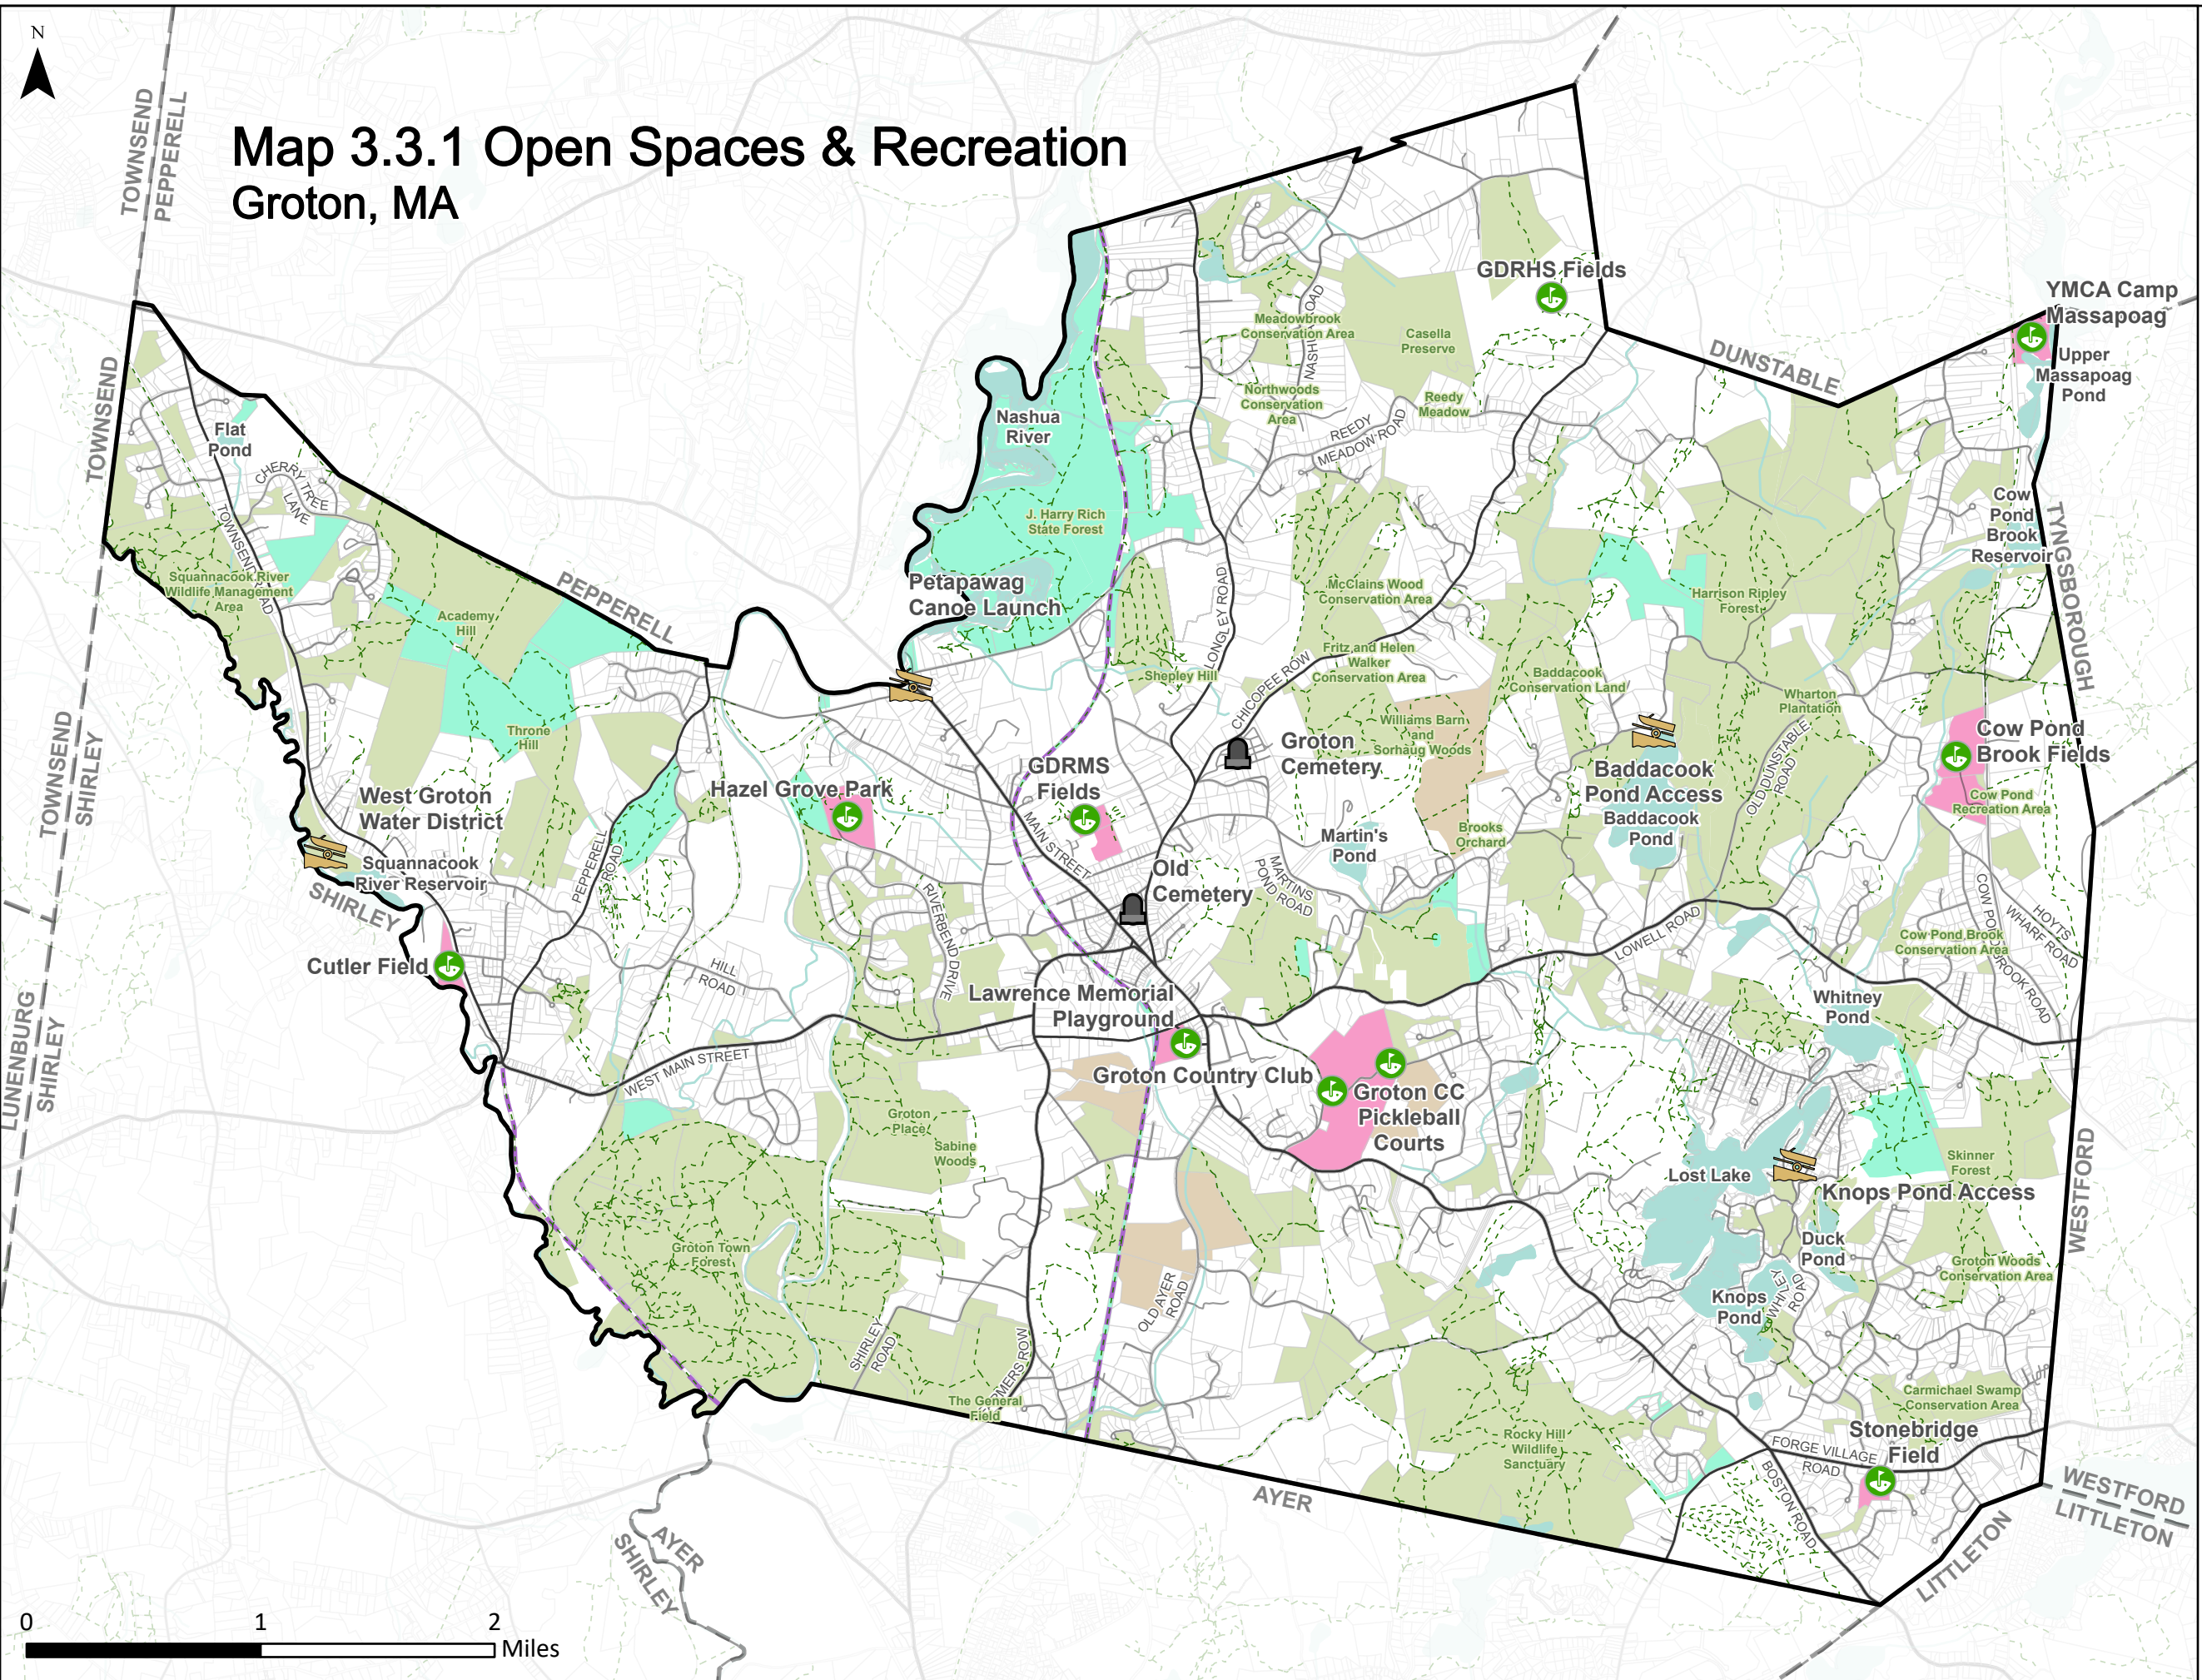 N
Map 3.3.1 Open Spaces & Recreation
Groton, MA
TOWNSEND
PEPPERELL
TOWNSEND
PEPPERELL
DUNSTABLE
TYNGSBOROUGH
WESTFORD
WESTFORD
LITTLETON
LITTLETON
AYER
AYER
SHIRLEY
SHIRLEY
TOWNSEND
SHIRLEY
LUNENBURG
SHIRLEY
GDRHS Fields
YMCA Camp
Massapoag
Upper
Massapoag
Pond
Meadowbrook
Conservation Area
Casella
Preserve
Northwoods
Conservation
Area
Reedy
Meadow
REEDY
MEADOW ROAD
Nashua
River
J. Harry Rich
State Forest
Petapawag
Canoe Launch
Flat
Pond
CHERRY TREE
LANE
Squannacook River
Wildlife Management
Area
Academy
Hill
Throne
Hill
Cow
Pond
Brook
Reservoir
McClains Wood
Conservation Area
Harrison Ripley
Forest
LONGLEY ROAD
Shepley Hill
CHICOPEE ROW
Fritz and Helen
Walker
Conservation Area
Baddacook
Conservation Land
Wharton
Plantation
Williams Barn
and
Sorhaug Woods
Groton
Cemetery
Cow Pond
Brook Fields
Cow Pond
Recreation Area
OLD DUNSTABLE
ROAD
Baddacook
Pond Access
Baddacook
Pond
GDRMS
Fields
Hazel Grove Park
West Groton
Water District
Squannacook
River Reservoir
PEPPERELL
ROAD
MAIN STREET
Martin's
Pond
Brooks
Orchard
MARTINS
POND ROAD
Old
Cemetery
RIVERBEND DRIVE
HOYTS
WHARF ROAD
Cow Pond Brook
Conservation Area
LOWELL ROAD
Cutler Field
HILL
ROAD
Lawrence Memorial
Playground
Whitney
Pond
WEST MAIN STREET
Groton Country Club
Groton CC
Pickleball
Courts
Groton
Place
Sabine
Woods
Lost Lake
Skinner
Forest
Knops Pond Access
Duck
Pond
Groton Woods
Conservation Area
Groton Town
Forest
OLD AYER
ROAD
Knops
Pond
WHILEY
ROAD
SHIRLEY
ROAD
The General
Field
Carmichael Swamp
Conservation Area
Stonebridge
Field
Rocky Hill
Wildlife
Sanctuary
FORGE VILLAGE
ROAD
BOSTON ROAD
0 1 2
Miles